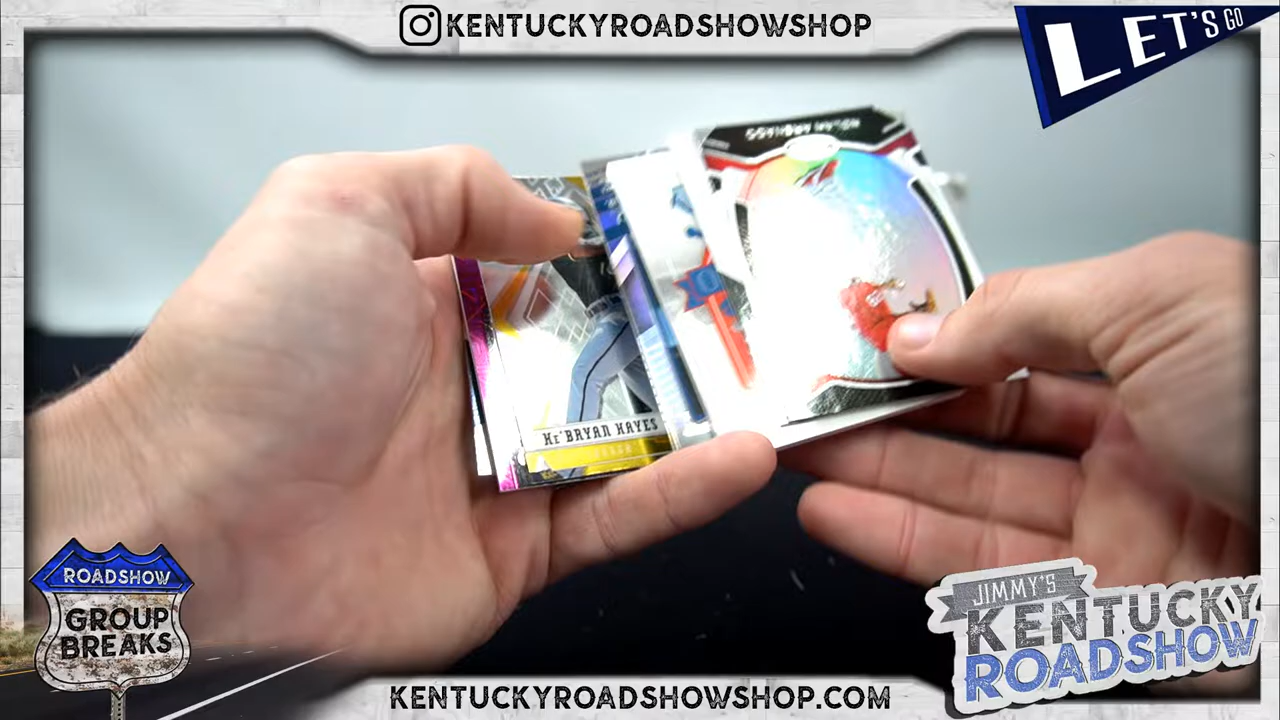 KENTUCKYROADSHOWSHOP
LET'S GO
KE'BRYAN HAYES
ROADSHOW
GROUP
BREAKS
JIMMY'S
KENTUCKY
ROADSHOW
KENTUCKYROADSHOWSHOP.COM